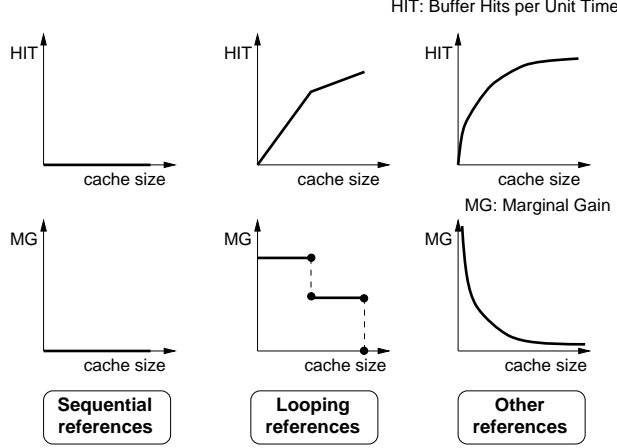 HIT: Buffer Hits per Unit Time
HIT
HIT
HIT
cache size
cache size
cache size
MG: Marginal Gain
MG
MG
MG
cache size
cache size
cache size
Sequential
references
Looping
references
Other
references